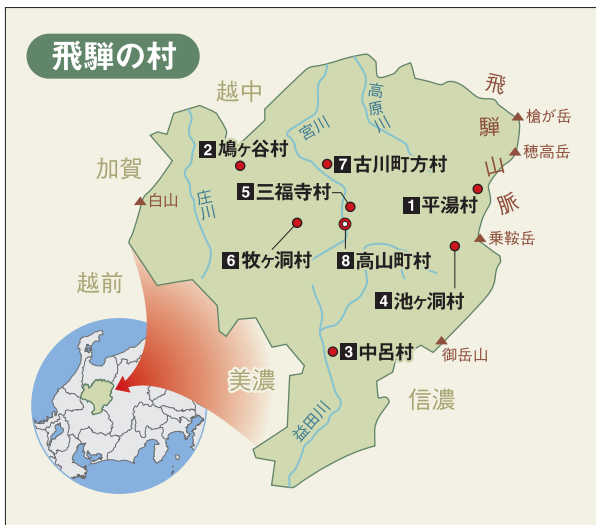 飛騨の村
越中
加賀
越前
美濃
信濃
飛
騨
山
脈
高原川
宮川
庄川
益田川
槍が岳
穂高岳
乗鞍岳
御岳山
白山
1 平湯村
2 鳩ヶ谷村
3 中呂村
4 池ヶ洞村
5 三福寺村
6 牧ヶ洞村
7 古川町方村
8 高山町村